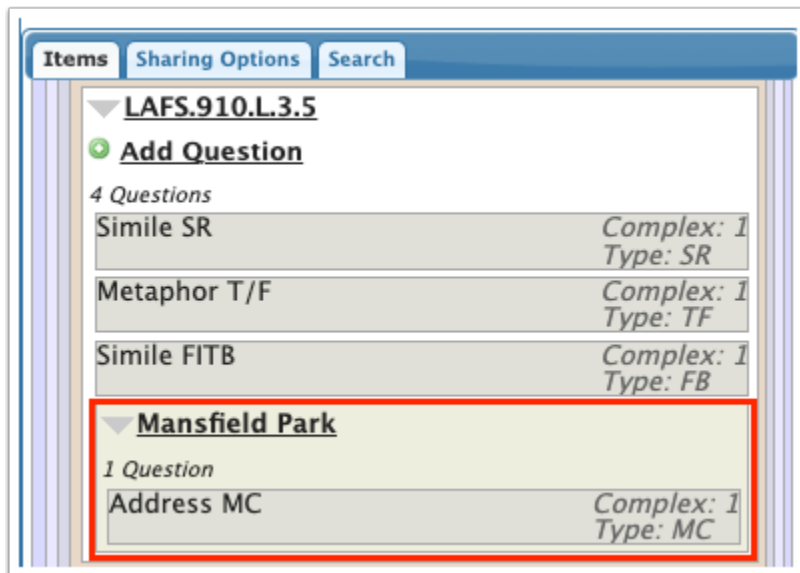 Items Sharing Options Search
LAFS.910.L.3.5
Add Question
4 Questions
Simile SR Complex: 1
Type: SR
Metaphor T/F Complex: 1
Type: TF
Simile FITB Complex: 1
Type: FB
Mansfield Park
1 Question
Address MC Complex: 1
Type: MC